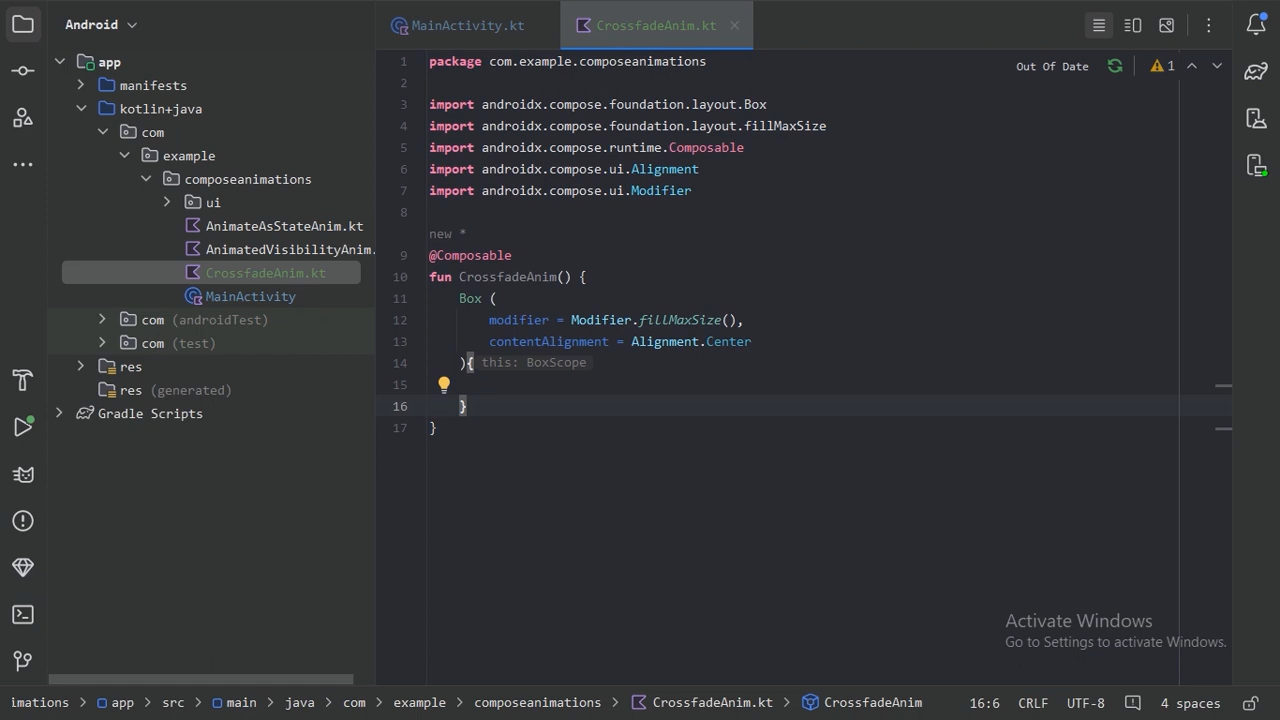 Android
MainActivity.kt
CrossfadeAnim.kt
app
manifests
kotlin+java
com
example
composeanimations
ui
AnimateAsStateAnim.kt
AnimatedVisibilityAnim.
CrossfadeAnim.kt
MainActivity
com (androidTest)
com (test)
res
res (generated)
Gradle Scripts
Out Of Date
1
1 package com.example.composeanimations
2
3 import androidx.compose.foundation.layout.Box
4 import androidx.compose.foundation.layout.fillMaxSize
5 import androidx.compose.runtime.Composable
6 import androidx.compose.ui.Alignment
7 import androidx.compose.ui.Modifier
8
new *
9 @Composable
10 fun CrossfadeAnim() {
11 Box (
12 modifier = Modifier.fillMaxSize(),
13 contentAlignment = Alignment.Center
14 ){ this: BoxScope
15
16 }
17 }
Activate Windows
Go to Settings to activate Windows.
imations > app > src > main > java > com > example > composeanimations > CrossfadeAnim.kt > CrossfadeAnim 16:6 CRLF UTF-8 4 spaces